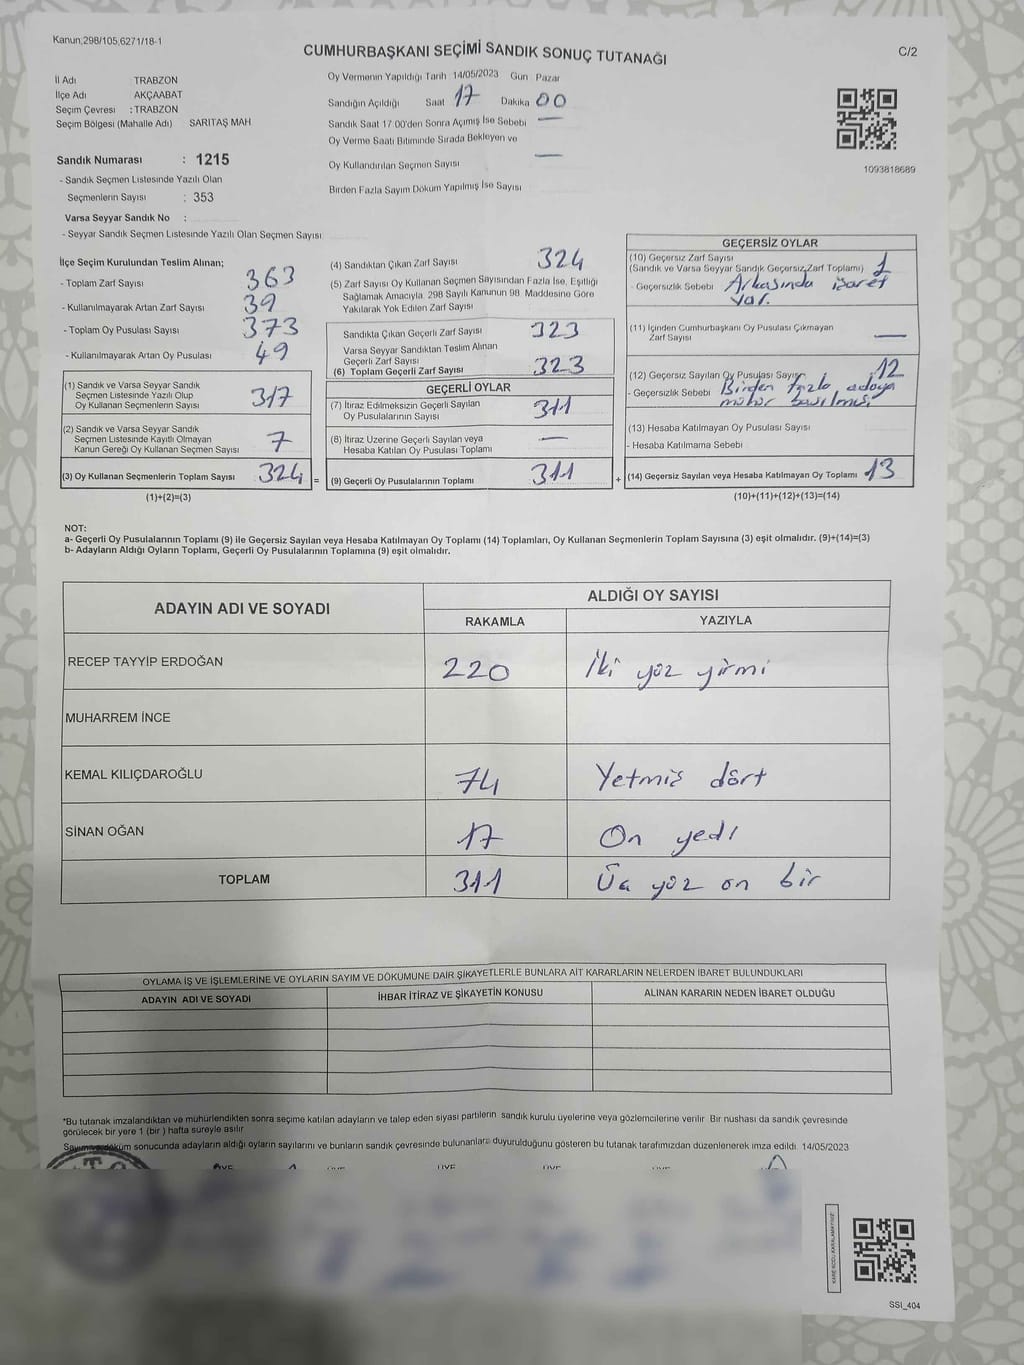 Kanun;298/105,6271/18-1
CUMHURBAŞKANI SEÇİMİ SANDIK SONUÇ TUTANAĞI
C/2
İl Adı TRABZON
İlçe Adı AKÇAABAT
Seçim Çevresi : TRABZON
Seçim Bölgesi (Mahalle Adı) SARITAŞ MAH
Sandık Numarası : 1215
- Sandık Seçmen Listesinde Yazılı Olan
Seçmenlerin Sayısı : 353
Varsa Seyyar Sandık No :
- Seyyar Sandık Seçmen Listesinde Yazılı Olan Seçmen Sayısı:
Oy Vermenin Yapıldığı Tarih 14/05/2023 Gün Pazar
Sandığın Açıldığı Saat 17 Dakika 00
Sandık Saat 17 00'den Sonra Açılmış İse Sebebi —
Oy Verme Saati Bitiminde Sırada Bekleyen ve
Oy Kullandırılan Seçmen Sayısı —
Birden Fazla Sayım Döküm Yapılmış İse Sayısı
1093818689
İlçe Seçim Kurulundan Teslim Alınan;
- Toplam Zarf Sayısı 363
- Kullanılmayarak Artan Zarf Sayısı 39
- Toplam Oy Pusulası Sayısı 373
- Kullanılmayarak Artan Oy Pusulası 49
(1) Sandık ve Varsa Seyyar Sandık
Seçmen Listesinde Yazılı Olup
Oy Kullanan Seçmenlerin Sayısı 317
(2) Sandık ve Varsa Seyyar Sandık
Seçmen Listesinde Kayıtlı Olmayan
Kanun Gereği Oy Kullanan Seçmen Sayısı 7
(3) Oy Kullanan Seçmenlerin Toplam Sayısı 324 =
(1)+(2)=(3)
(4) Sandıktan Çıkan Zarf Sayısı 324
(5) Zarf Sayısı Oy Kullanan Seçmen Sayısından Fazla İse, Eşitliği
Sağlamak Amacıyla 298 Sayılı Kanunun 98 Maddesine Göre
Yakılarak Yok Edilen Zarf Sayısı
Sandıkta Çıkan Geçerli Zarf Sayısı 323
Varsa Seyyar Sandıktan Teslim Alınan
Geçerli Zarf Sayısı
(6) Toplam Geçerli Zarf Sayısı 323
GEÇERLİ OYLAR
(7) İtiraz Edilmeksizin Geçerli Sayılan
Oy Pusulalarının Sayısı 311
(8) İtiraz Üzerine Geçerli Sayılan veya
Hesaba Katılan Oy Pusulası Toplamı —
(9) Geçerli Oy Pusulalarının Toplamı 311 +
GEÇERSİZ OYLAR
(10) Geçersiz Zarf Sayısı
(Sandık ve Varsa Seyyar Sandık Geçersiz Zarf Toplamı) 1
- Geçersizlik Sebebi Arkasında işaret
var.
(11) İçinden Cumhurbaşkanı Oy Pusulası Çıkmayan
Zarf Sayısı —
(12) Geçersiz Sayılan Oy Pusulası Sayısı 12
- Geçersizlik Sebebi Birden fazla adaya
mühür basılmış
(13) Hesaba Katılmayan Oy Pusulası Sayısı
- Hesaba Katılmama Sebebi
(14) Geçersiz Sayılan veya Hesaba Katılmayan Oy Toplamı 13
(10)+(11)+(12)+(13)=(14)
NOT:
a- Geçerli Oy Pusulalarının Toplamı (9) ile Geçersiz Sayılan veya Hesaba Katılmayan Oy Toplamı (14) Toplamları, Oy Kullanan Seçmenlerin Toplam Sayısına (3) eşit olmalıdır. (9)+(14)=(3)
b- Adayların Aldığı Oyların Toplamı, Geçerli Oy Pusulalarının Toplamına (9) eşit olmalıdır.
ADAYIN ADI VE SOYADI ALDIĞI OY SAYISI
RAKAMLA YAZIYLA
RECEP TAYYİP ERDOĞAN 220 İki yüz yirmi
MUHARREM İNCE
KEMAL KILIÇDAROĞLU 74 Yetmiş dört
SİNAN OĞAN 17 On yedi
TOPLAM 311 Üç yüz on bir
OYLAMA İŞ VE İŞLEMLERİNE VE OYLARIN SAYIM VE DÖKÜMÜNE DAİR ŞİKAYETLERLE BUNLARA AİT KARARLARIN NELERDEN İBARET BULUNDUKLARI
ADAYIN ADI VE SOYADI İHBAR İTİRAZ VE ŞİKAYETİN KONUSU ALINAN KARARIN NEDEN İBARET OLDUĞU
*Bu tutanak imzalandıktan ve mühürlendikten sonra seçime katılan adayların ve talep eden siyasi partilerin sandık kurulu üyelerine veya gözlemcilerine verilir Bir nüshası da sandık çevresinde
görülecek bir yere 1 (bir ) hafta süreyle asılır
Sayım ve döküm sonucunda adayların aldığı oyların sayılarını ve bunların sandık çevresinde bulunanlara duyurulduğunu gösteren bu tutanak tarafımızdan düzenlenerek imza edildi. 14/05/2023
KARE KODU KARALAMAYINIZ
SSI_404